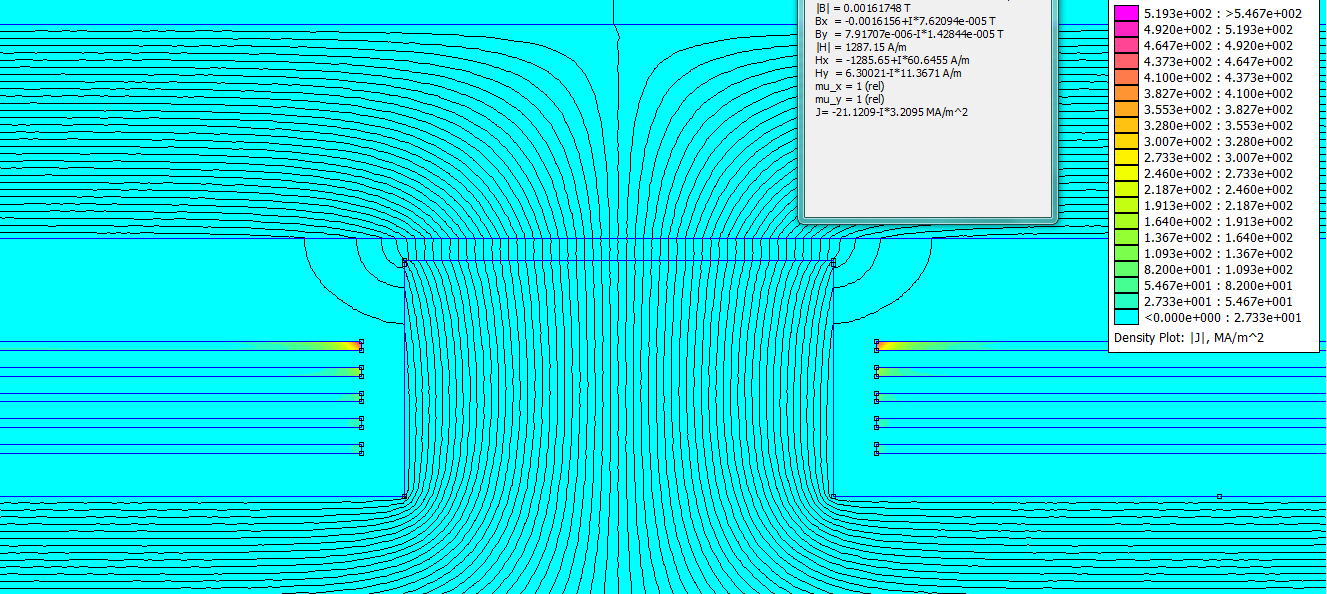 |B| = 0.00161748 T
Bx = -0.0016156+I*7.62094e-005 T
By = 7.91707e-006-I*1.42844e-005 T
|H| = 1287.15 A/m
Hx = -1285.65+I*60.6455 A/m
Hy = 6.30021-I*11.3671 A/m
mu_x = 1 (rel)
mu_y = 1 (rel)
J= -21.1209-I*3.2095 MA/m^2
5.193e+002 : >5.467e+002
4.920e+002 : 5.193e+002
4.647e+002 : 4.920e+002
4.373e+002 : 4.647e+002
4.100e+002 : 4.373e+002
3.827e+002 : 4.100e+002
3.553e+002 : 3.827e+002
3.280e+002 : 3.553e+002
3.007e+002 : 3.280e+002
2.733e+002 : 3.007e+002
2.460e+002 : 2.733e+002
2.187e+002 : 2.460e+002
1.913e+002 : 2.187e+002
1.640e+002 : 1.913e+002
1.367e+002 : 1.640e+002
1.093e+002 : 1.367e+002
8.200e+001 : 1.093e+002
5.467e+001 : 8.200e+001
2.733e+001 : 5.467e+001
<0.000e+000 : 2.733e+001
Density Plot: |J|, MA/m^2